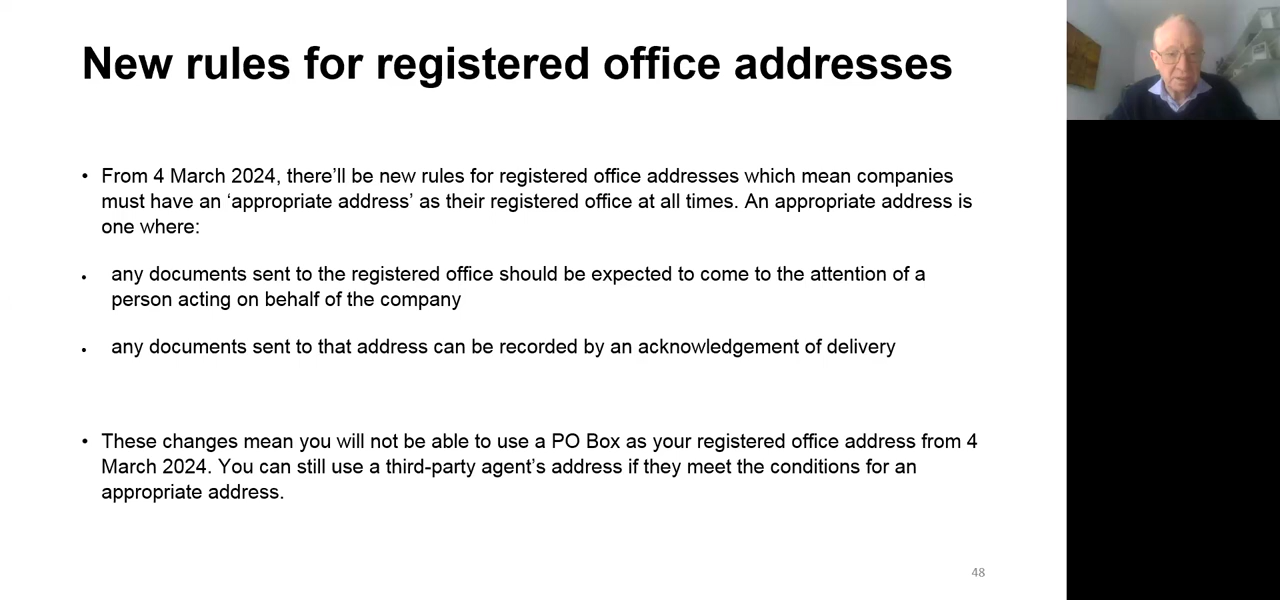 New rules for registered office addresses
• From 4 March 2024, there’ll be new rules for registered office addresses which mean companies
must have an ‘appropriate address’ as their registered office at all times. An appropriate address is
one where:
• any documents sent to the registered office should be expected to come to the attention of a
person acting on behalf of the company
• any documents sent to that address can be recorded by an acknowledgement of delivery
• These changes mean you will not be able to use a PO Box as your registered office address from 4
March 2024. You can still use a third-party agent’s address if they meet the conditions for an
appropriate address.
48